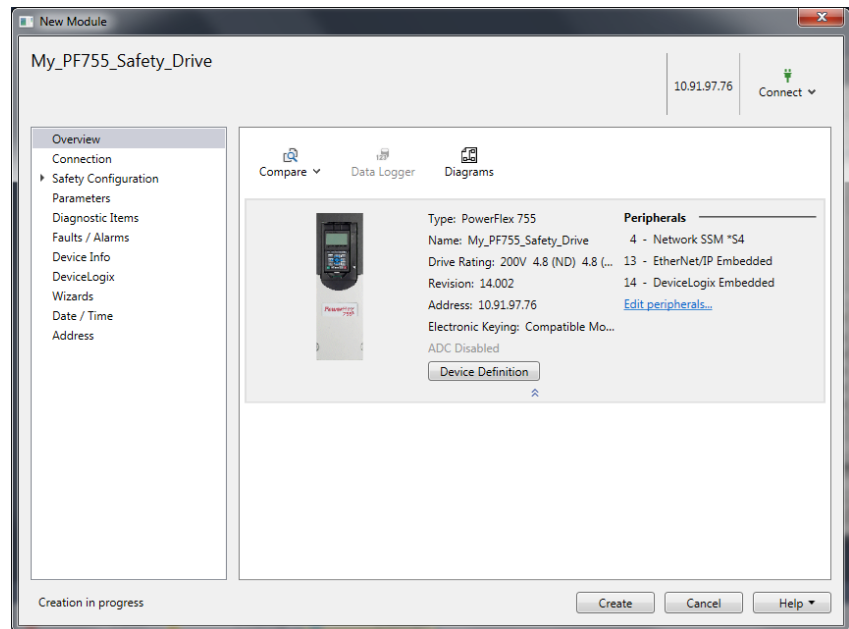 New Module
My_PF755_Safety_Drive
10.91.97.76
Connect
Overview
Connection
Safety Configuration
Parameters
Diagnostic Items
Faults / Alarms
Device Info
DeviceLogix
Wizards
Date / Time
Address
Compare
Data Logger
Diagrams
Type: PowerFlex 755
Name: My_PF755_Safety_Drive
Drive Rating: 200V 4.8 (ND) 4.8 (...
Revision: 14.002
Address: 10.91.97.76
Electronic Keying: Compatible Mo...
ADC Disabled
Device Definition
Peripherals
4 - Network SSM *S4
13 - EtherNet/IP Embedded
14 - DeviceLogix Embedded
Edit peripherals...
Creation in progress
Create
Cancel
Help